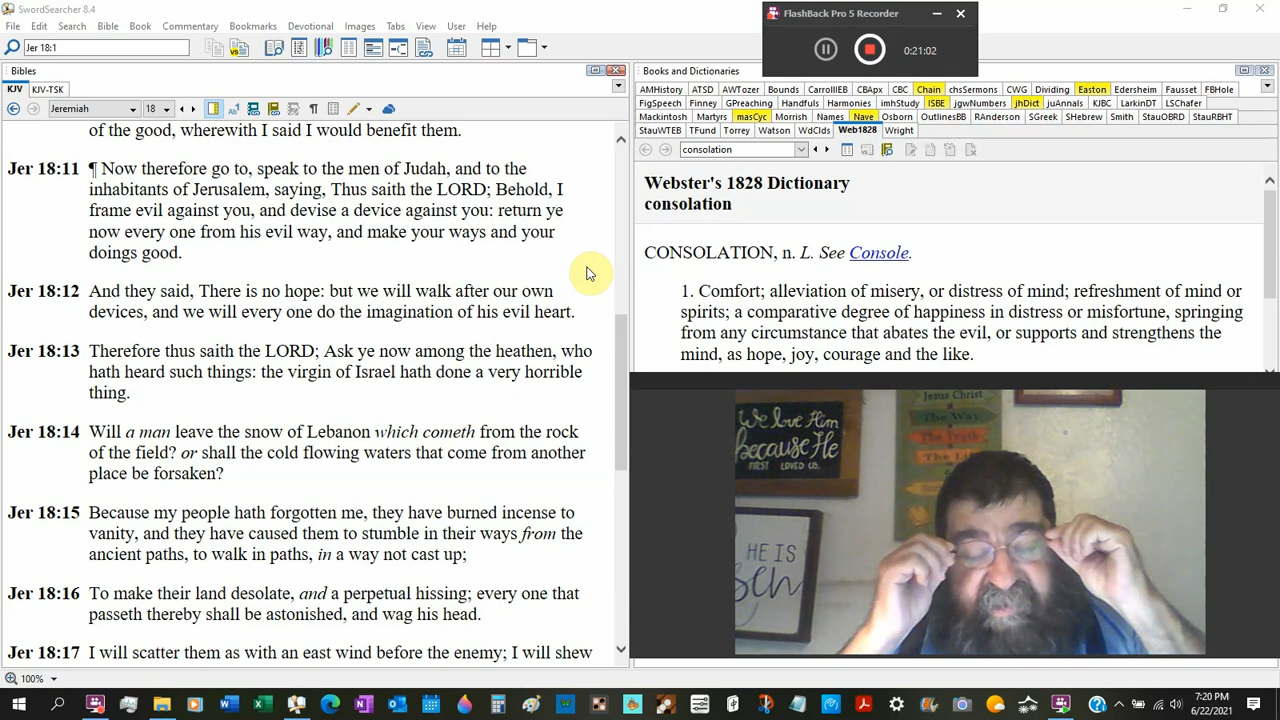 SwordSearcher 8.4
File Edit Search Bible Book Commentary Bookmarks Devotional Images Tabs View User Help
Jer 18:1
Bibles
KJV KJV-TSK
Jeremiah 18
of the good, wherewith I said I would benefit them.
Jer 18:11 ¶ Now therefore go to, speak to the men of Judah, and to the
inhabitants of Jerusalem, saying, Thus saith the LORD; Behold, I
frame evil against you, and devise a device against you: return ye
now every one from his evil way, and make your ways and your
doings good.
Jer 18:12 And they said, There is no hope: but we will walk after our own
devices, and we will every one do the imagination of his evil heart.
Jer 18:13 Therefore thus saith the LORD; Ask ye now among the heathen, who
hath heard such things: the virgin of Israel hath done a very horrible
thing.
Jer 18:14 Will a man leave the snow of Lebanon which cometh from the rock
of the field? or shall the cold flowing waters that come from another
place be forsaken?
Jer 18:15 Because my people hath forgotten me, they have burned incense to
vanity, and they have caused them to stumble in their ways from the
ancient paths, to walk in paths, in a way not cast up;
Jer 18:16 To make their land desolate, and a perpetual hissing; every one that
passeth thereby shall be astonished, and wag his head.
Jer 18:17 I will scatter them as with an east wind before the enemy; I will shew
100%
FlashBack Pro 5 Recorder
0:21:02
Books and Dictionaries
AMHistory ATSD AWTozer Bounds CarrollEB CBApx CBC Chain chsSermons CWG Dividing Easton Edersheim Fausset FBHole
FigSpeech Finney GPreaching Handfuls Harmonies imhStudy ISBE jgwNumbers jhDict juAnnals KJBC LarkinDT LSChafer
Mackintosh Martyrs masCyc Morrish Names Nave Osborn OutlinesBB RAnderson SGreek SHebrew Smith StauOBRD StauRBHT
StauWTEB TFund Torrey Watson WdClds Web1828 Wright
consolation
Webster's 1828 Dictionary
consolation
CONSOLATION, n. L. See Console.
1. Comfort; alleviation of misery, or distress of mind; refreshment of mind or
spirits; a comparative degree of happiness in distress or misfortune, springing
from any circumstance that abates the evil, or supports and strengthens the
mind, as hope, joy, courage and the like.
We love Him
because He
FIRST LOVED US.
Jesus Christ
The Way
The Truth
The Li
HE IS
7:20 PM
6/22/2021